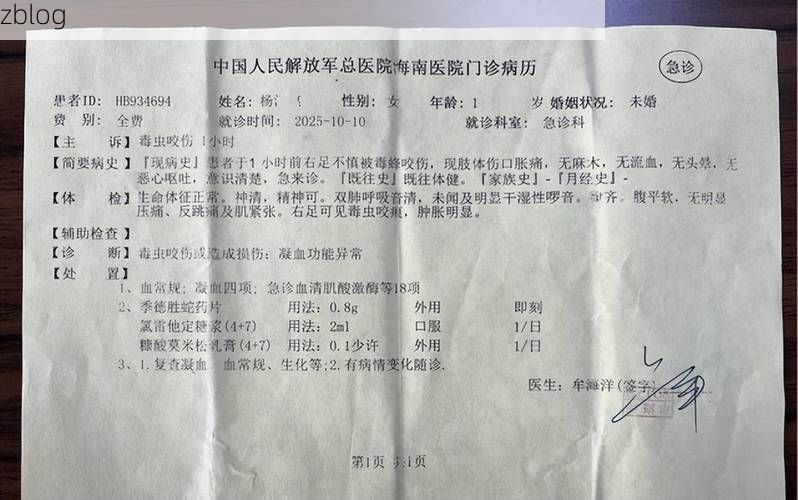 zblog
中国人民解放军总医院海南医院门诊病历
急诊
患者ID: HB934694 姓名: 杨 性别: 女 年龄: 1 岁 婚姻状况: 未婚
费 别: 全费 就诊时间: 2025-10-10 就诊科室: 急诊科
【主 诉】毒虫咬伤 1小时
【简要病史】『现病史』患者于1小时前右足不慎被毒蜂咬伤，现肢体伤口胀痛，无麻木，无流血，无头晕，无
恶心呕吐，意识清楚，急来诊。『既往史』既往体健。『家族史』-『月经史』-
【体 检】生命体征正常。神清，精神可。双肺呼吸音清，未闻及明显干湿性啰音。 齐。腹平软，无明显
压痛、反跳痛及肌紧张。右足可见毒虫咬痕，肿胀明显。
【辅助检查】
【诊 断】毒虫咬伤或造成损伤; 凝血功能异常
【处 置】
1、血常规; 凝血四项; 急诊血清肌酸激酶等18项
2、季德胜蛇药片 用法: 0.8g 外用 即刻
氯雷他定糖浆(4+7) 用法: 2ml 口服 1/日
糠酸莫米松乳膏(4+7) 用法: 0.1少许 外用 1/日
3、1.复查凝血、血常规、生化等;2.有病情变化随诊.
医生: 牟海洋(签字)
第1页 共1页